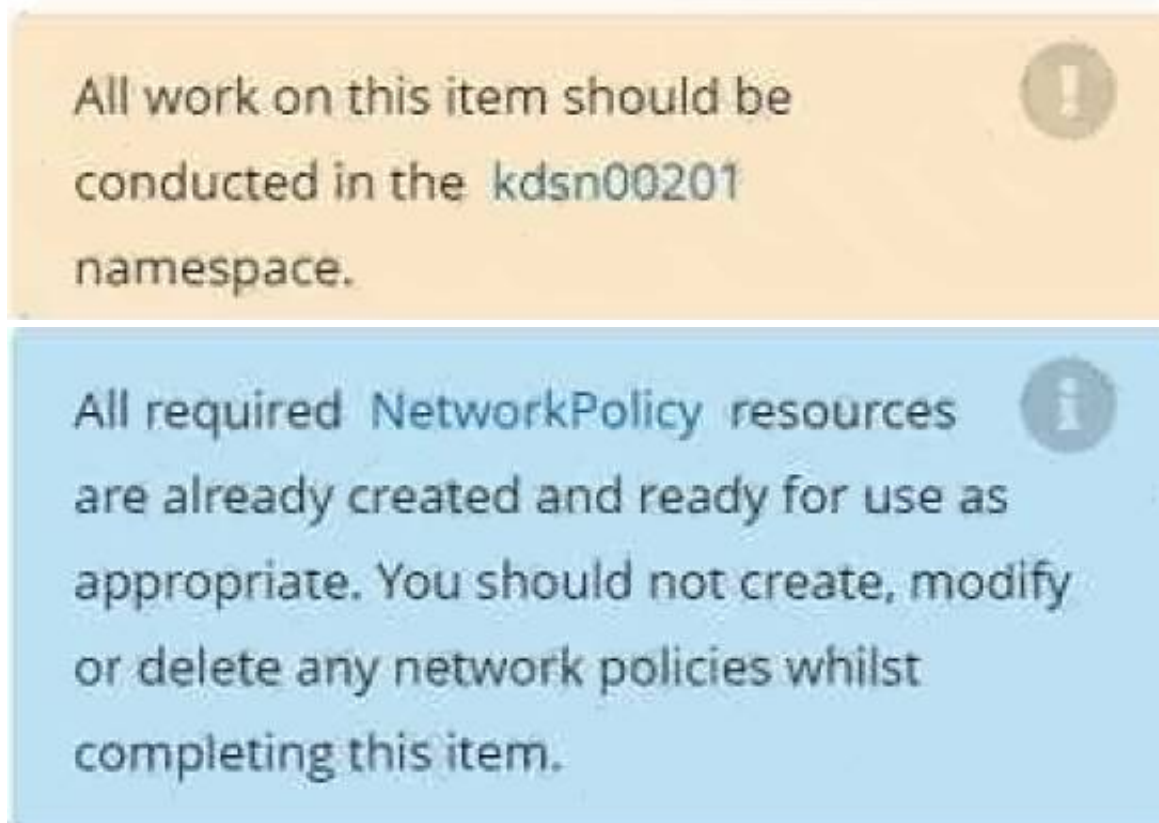 All work on this item should be
conducted in the kdsn00201
namespace.
All required NetworkPolicy resources
are already created and ready for use as
appropriate. You should not create, modify
or delete any network policies whilst
completing this item.